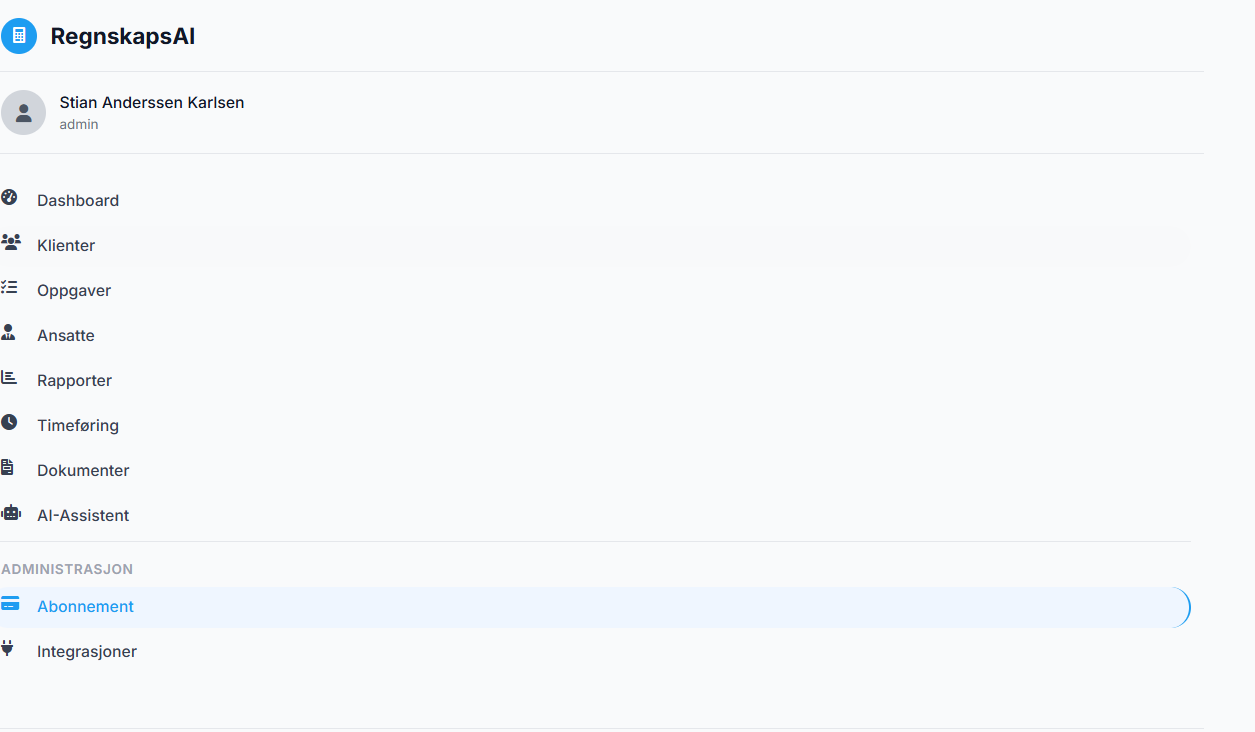 RegnskapsAI
Stian Anderssen Karlsen
admin
Dashboard
Klienter
Oppgaver
Ansatte
Rapporter
Timeføring
Dokumenter
AI-Assistent
ADMINISTRASJON
Abonnement
Integrasjoner